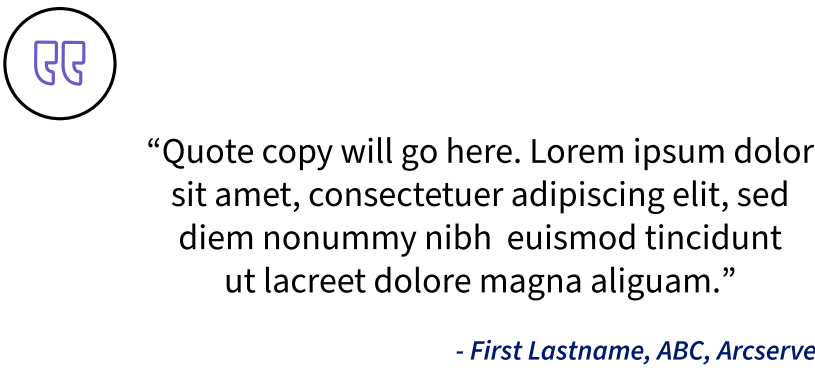 “Quote copy will go here. Lorem ipsum dolor
sit amet, consectetuer adipiscing elit, sed
diem nonummy nibh  euismod tincidunt
ut lacreet dolore magna aliguam.”
- First Lastname, ABC, Arcserve